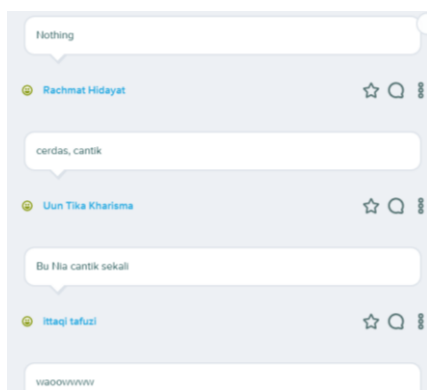 Nothing
Rachmat Hidayat
cerdas, cantik
Uun Tika Kharisma
Bu Nia cantik sekali
ittaqi tafuzi
waoowwww